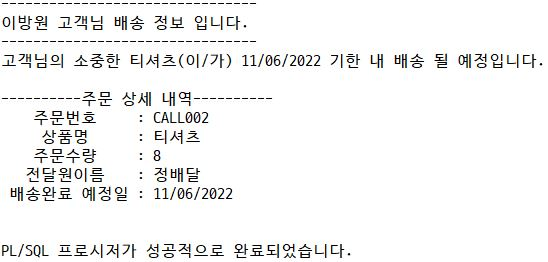 --------------------------------
이방원 고객님 배송 정보 입니다.
--------------------------------
고객님의 소중한 티셔츠(이/가) 11/06/2022 기한 내 배송 될 예정입니다.
----------주문 상세 내역----------
주문번호 : CALL002
상품명 : 티셔츠
주문수량 : 8
전달원이름 : 정배달
배송완료 예정일 : 11/06/2022
PL/SQL 프로시저가 성공적으로 완료되었습니다.